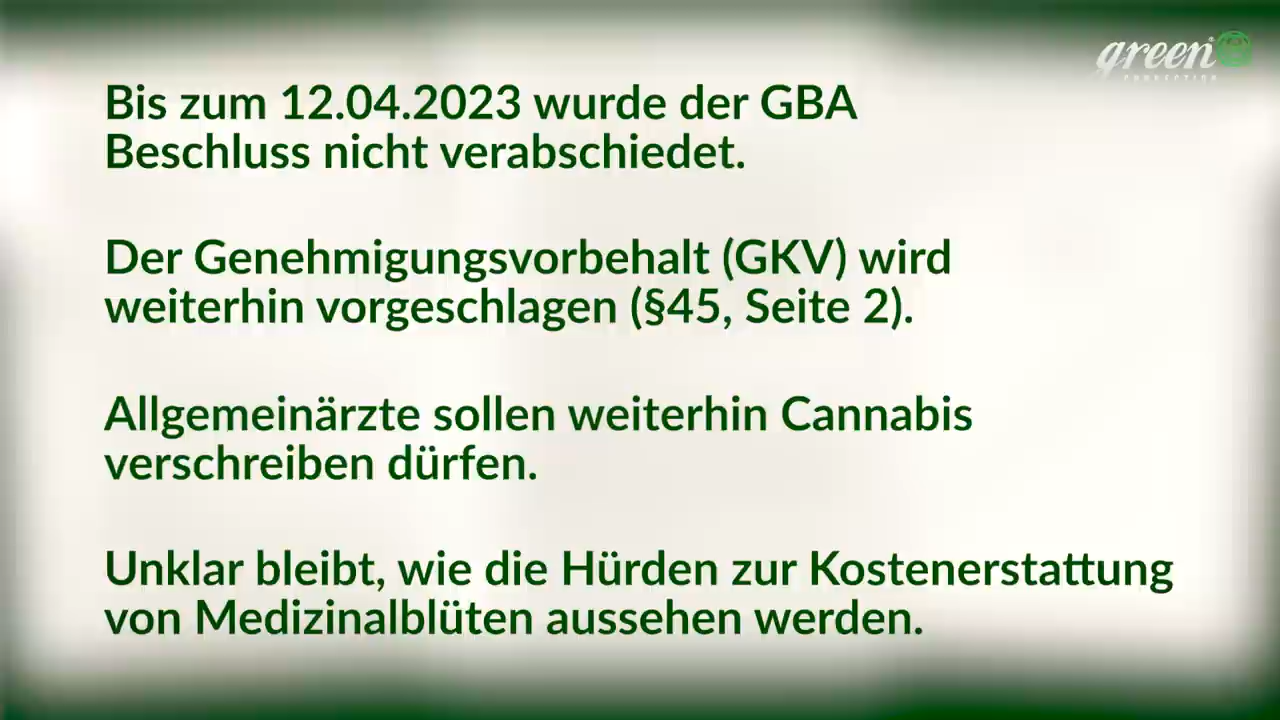 green
Bis zum 12.04.2023 wurde der GBA
Beschluss nicht verabschiedet.
Der Genehmigungsvorbehalt (GKV) wird
weiterhin vorgeschlagen (§45, Seite 2).
Allgemeinärzte sollen weiterhin Cannabis
verschreiben dürfen.
Unklar bleibt, wie die Hürden zur Kostenerstattung
von Medizinalblüten aussehen werden.